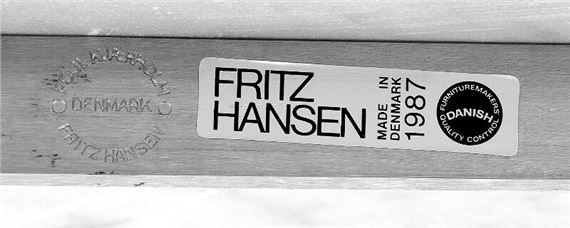 POUL KJÆRHOLM
DENMARK
FRITZ HANSEN
FRITZ
HANSEN
MADE IN
DENMARK
1987
FURNITUREMAKERS
DANISH
QUALITY CONTROL